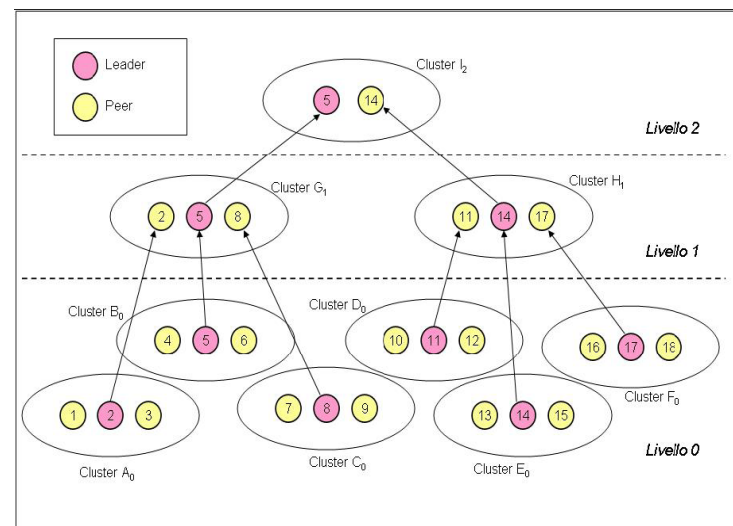 Leader
Peer
Cluster I2
5 14
Livello 2
Cluster G1
2 5 8
Cluster H1
11 14 17
Livello 1
Cluster B0
4 5 6
Cluster D0
10 11 12
16 17 18
Cluster F0
1 2 3
Cluster A0
7 8 9
Cluster C0
13 14 15
Cluster E0
Livello 0